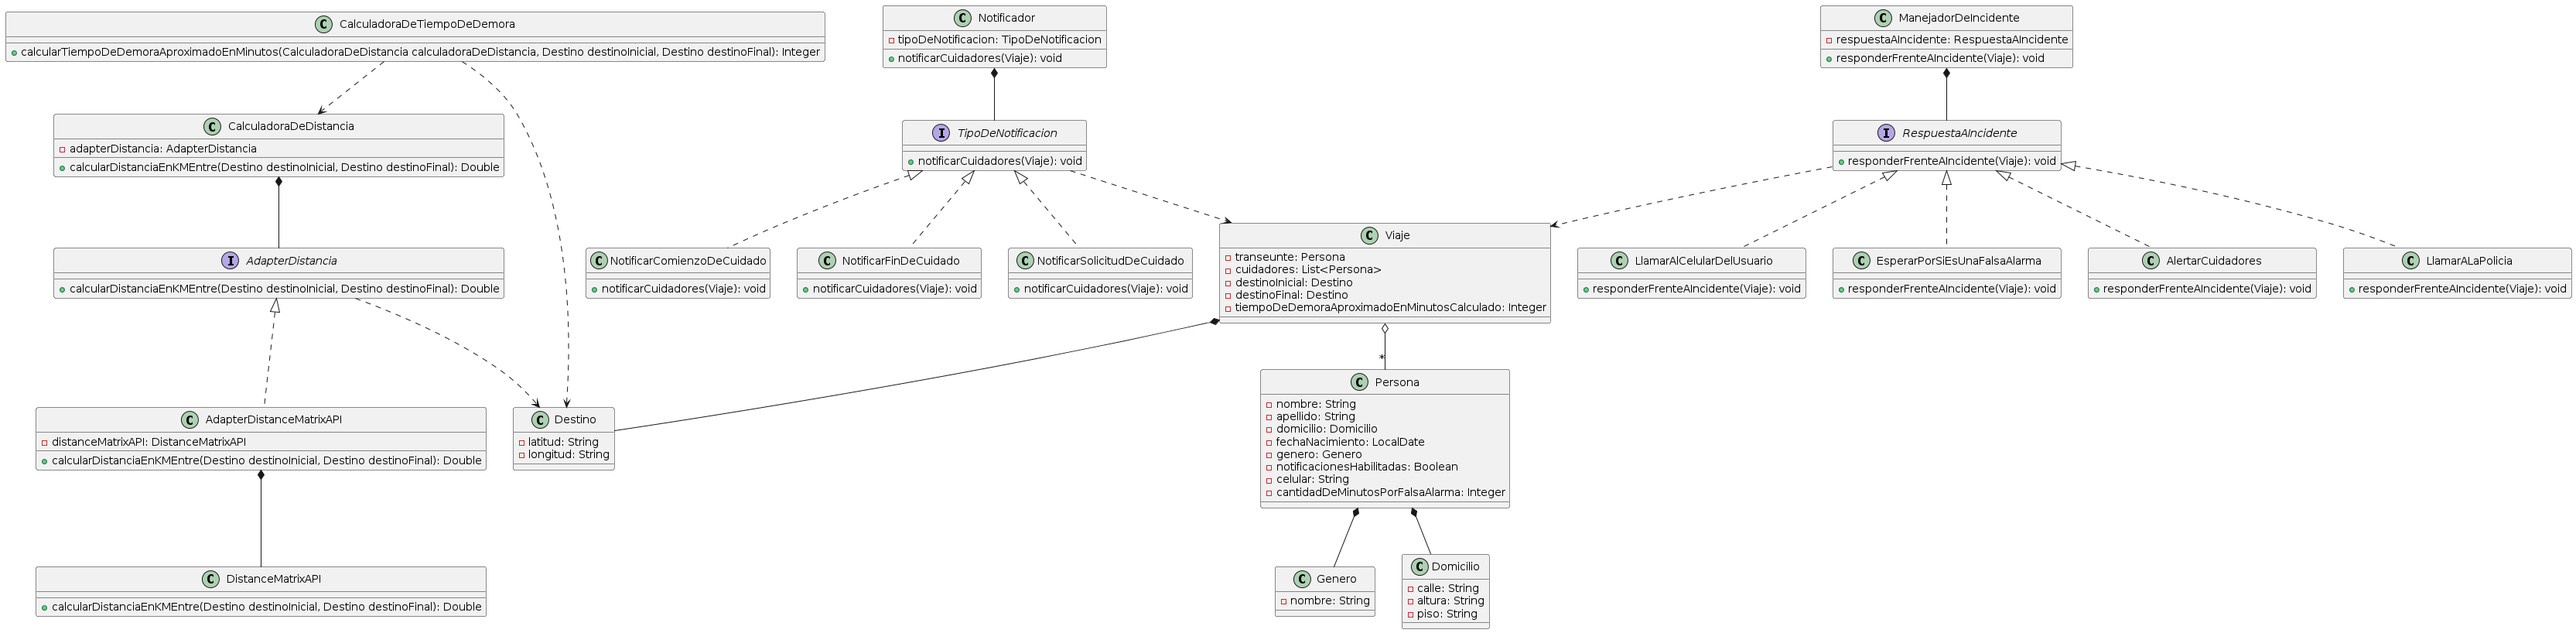 C CalculadoraDeTiempoDeDemora
calcularTiempoDeDemoraAproximadoEnMinutos(CalculadoraDeDistancia calculadoraDeDistancia, Destino destinoInicial, Destino destinoFinal): Integer
C Notificador
tipoDeNotificacion: TipoDeNotificacion
notificarCuidadores(Viaje): void
C ManejadorDeIncidente
respuestaAIncidente: RespuestaAIncidente
responderFrenteAIncidente(Viaje): void
C CalculadoraDeDistancia
adapterDistancia: AdapterDistancia
calcularDistanciaEnKMEntre(Destino destinoInicial, Destino destinoFinal): Double
I TipoDeNotificacion
notificarCuidadores(Viaje): void
I RespuestaAIncidente
responderFrenteAIncidente(Viaje): void
I AdapterDistancia
calcularDistanciaEnKMEntre(Destino destinoInicial, Destino destinoFinal): Double
C NotificarComienzoDeCuidado
notificarCuidadores(Viaje): void
C NotificarFinDeCuidado
notificarCuidadores(Viaje): void
C NotificarSolicitudDeCuidado
notificarCuidadores(Viaje): void
C Viaje
transeunte: Persona
cuidadores: List<Persona>
destinoInicial: Destino
destinoFinal: Destino
tiempoDeDemoraAproximadoEnMinutosCalculado: Integer
C LlamarAlCelularDelUsuario
responderFrenteAIncidente(Viaje): void
C EsperarPorSiEsUnaFalsaAlarma
responderFrenteAIncidente(Viaje): void
C AlertarCuidadores
responderFrenteAIncidente(Viaje): void
C LlamarALaPolicia
responderFrenteAIncidente(Viaje): void
*
C AdapterDistanceMatrixAPI
distanceMatrixAPI: DistanceMatrixAPI
calcularDistanciaEnKMEntre(Destino destinoInicial, Destino destinoFinal): Double
C Destino
latitud: String
longitud: String
C Persona
nombre: String
apellido: String
domicilio: Domicilio
fechaNacimiento: LocalDate
genero: Genero
notificacionesHabilitadas: Boolean
celular: String
cantidadDeMinutosPorFalsaAlarma: Integer
C DistanceMatrixAPI
calcularDistanciaEnKMEntre(Destino destinoInicial, Destino destinoFinal): Double
C Genero
nombre: String
C Domicilio
calle: String
altura: String
piso: String